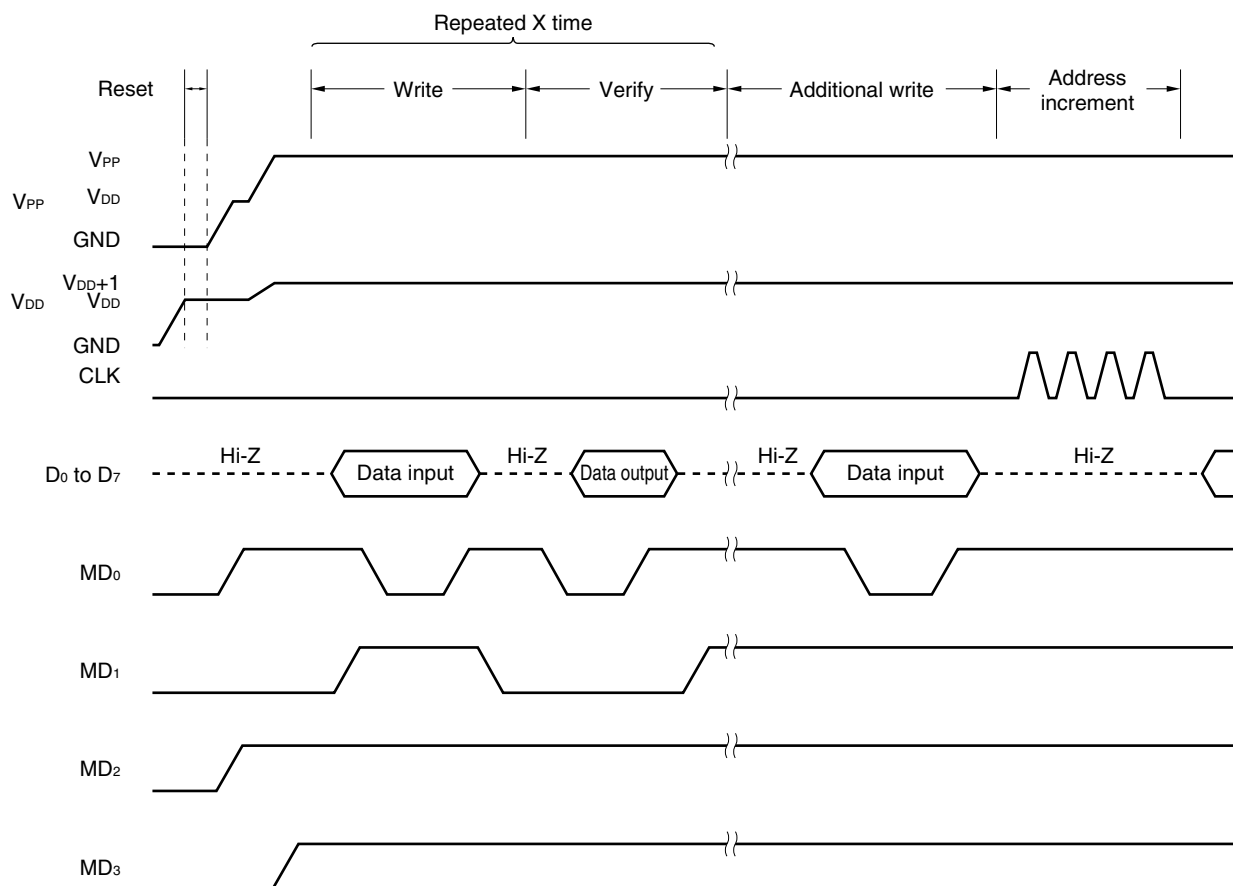 Repeated X time
Reset
Write
Verify
Additional write
Address
increment
VPP
VPP
VDD
GND
VDD
VDD+1
VDD
GND
CLK
D0 to D7
Hi-Z
Data input
Hi-Z
Data output
Hi-Z
Data input
Hi-Z
MD0
MD1
MD2
MD3